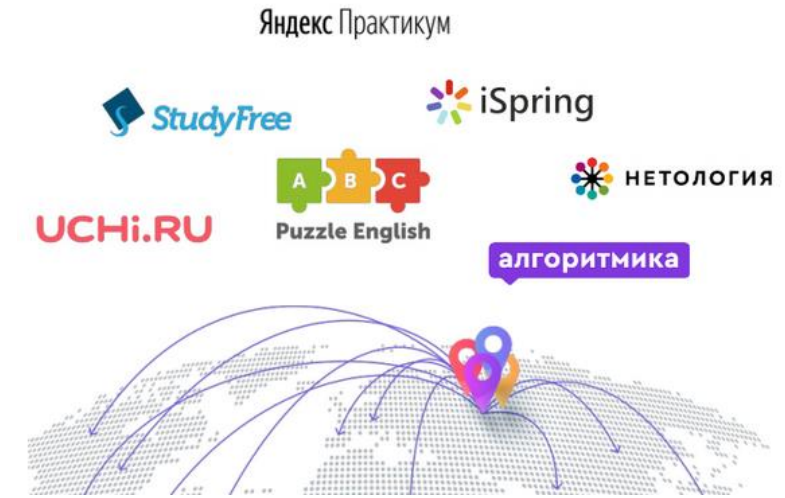 Яндекс Практикум
StudyFree
iSpring
A B C
Puzzle English
НЕТОЛОГИЯ
UCHi.RU
алгоритмика